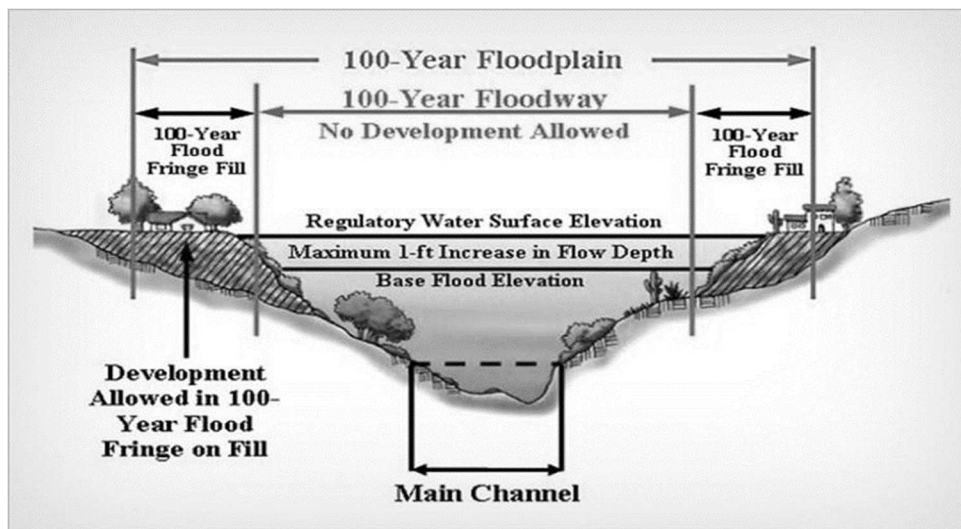 100-Year Floodplain
100-Year Floodway
No Development Allowed
100-Year
Flood
Fringe Fill
100-Year
Flood
Fringe Fill
Regulatory Water Surface Elevation
Maximum 1-ft Increase in Flow Depth
Base Flood Elevation
Development
Allowed in 100-
Year Flood
Fringe on Fill
Main Channel